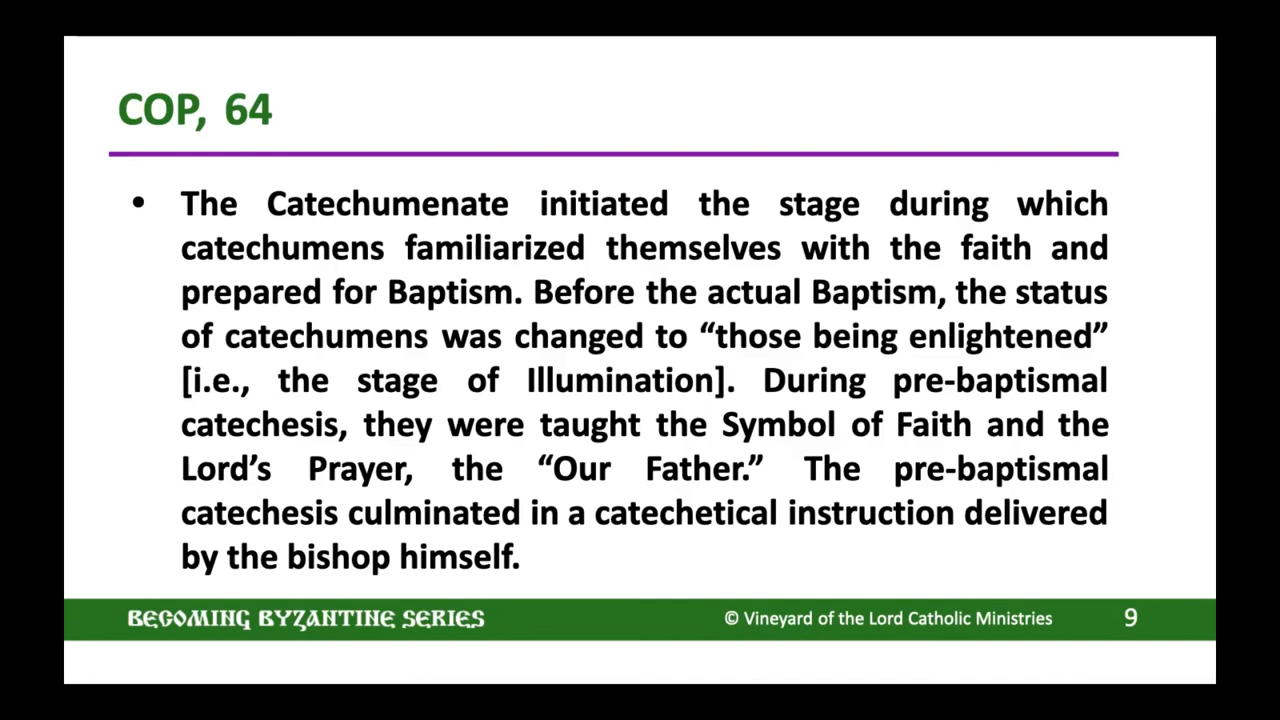 COP, 64
• The Catechumenate initiated the stage during which
catechumens familiarized themselves with the faith and
prepared for Baptism. Before the actual Baptism, the status
of catechumens was changed to “those being enlightened”
[i.e., the stage of Illumination]. During pre-baptismal
catechesis, they were taught the Symbol of Faith and the
Lord’s Prayer, the “Our Father.” The pre-baptismal
catechesis culminated in a catechetical instruction delivered
by the bishop himself.
BECOMING BYZANTINE SERIES © Vineyard of the Lord Catholic Ministries 9